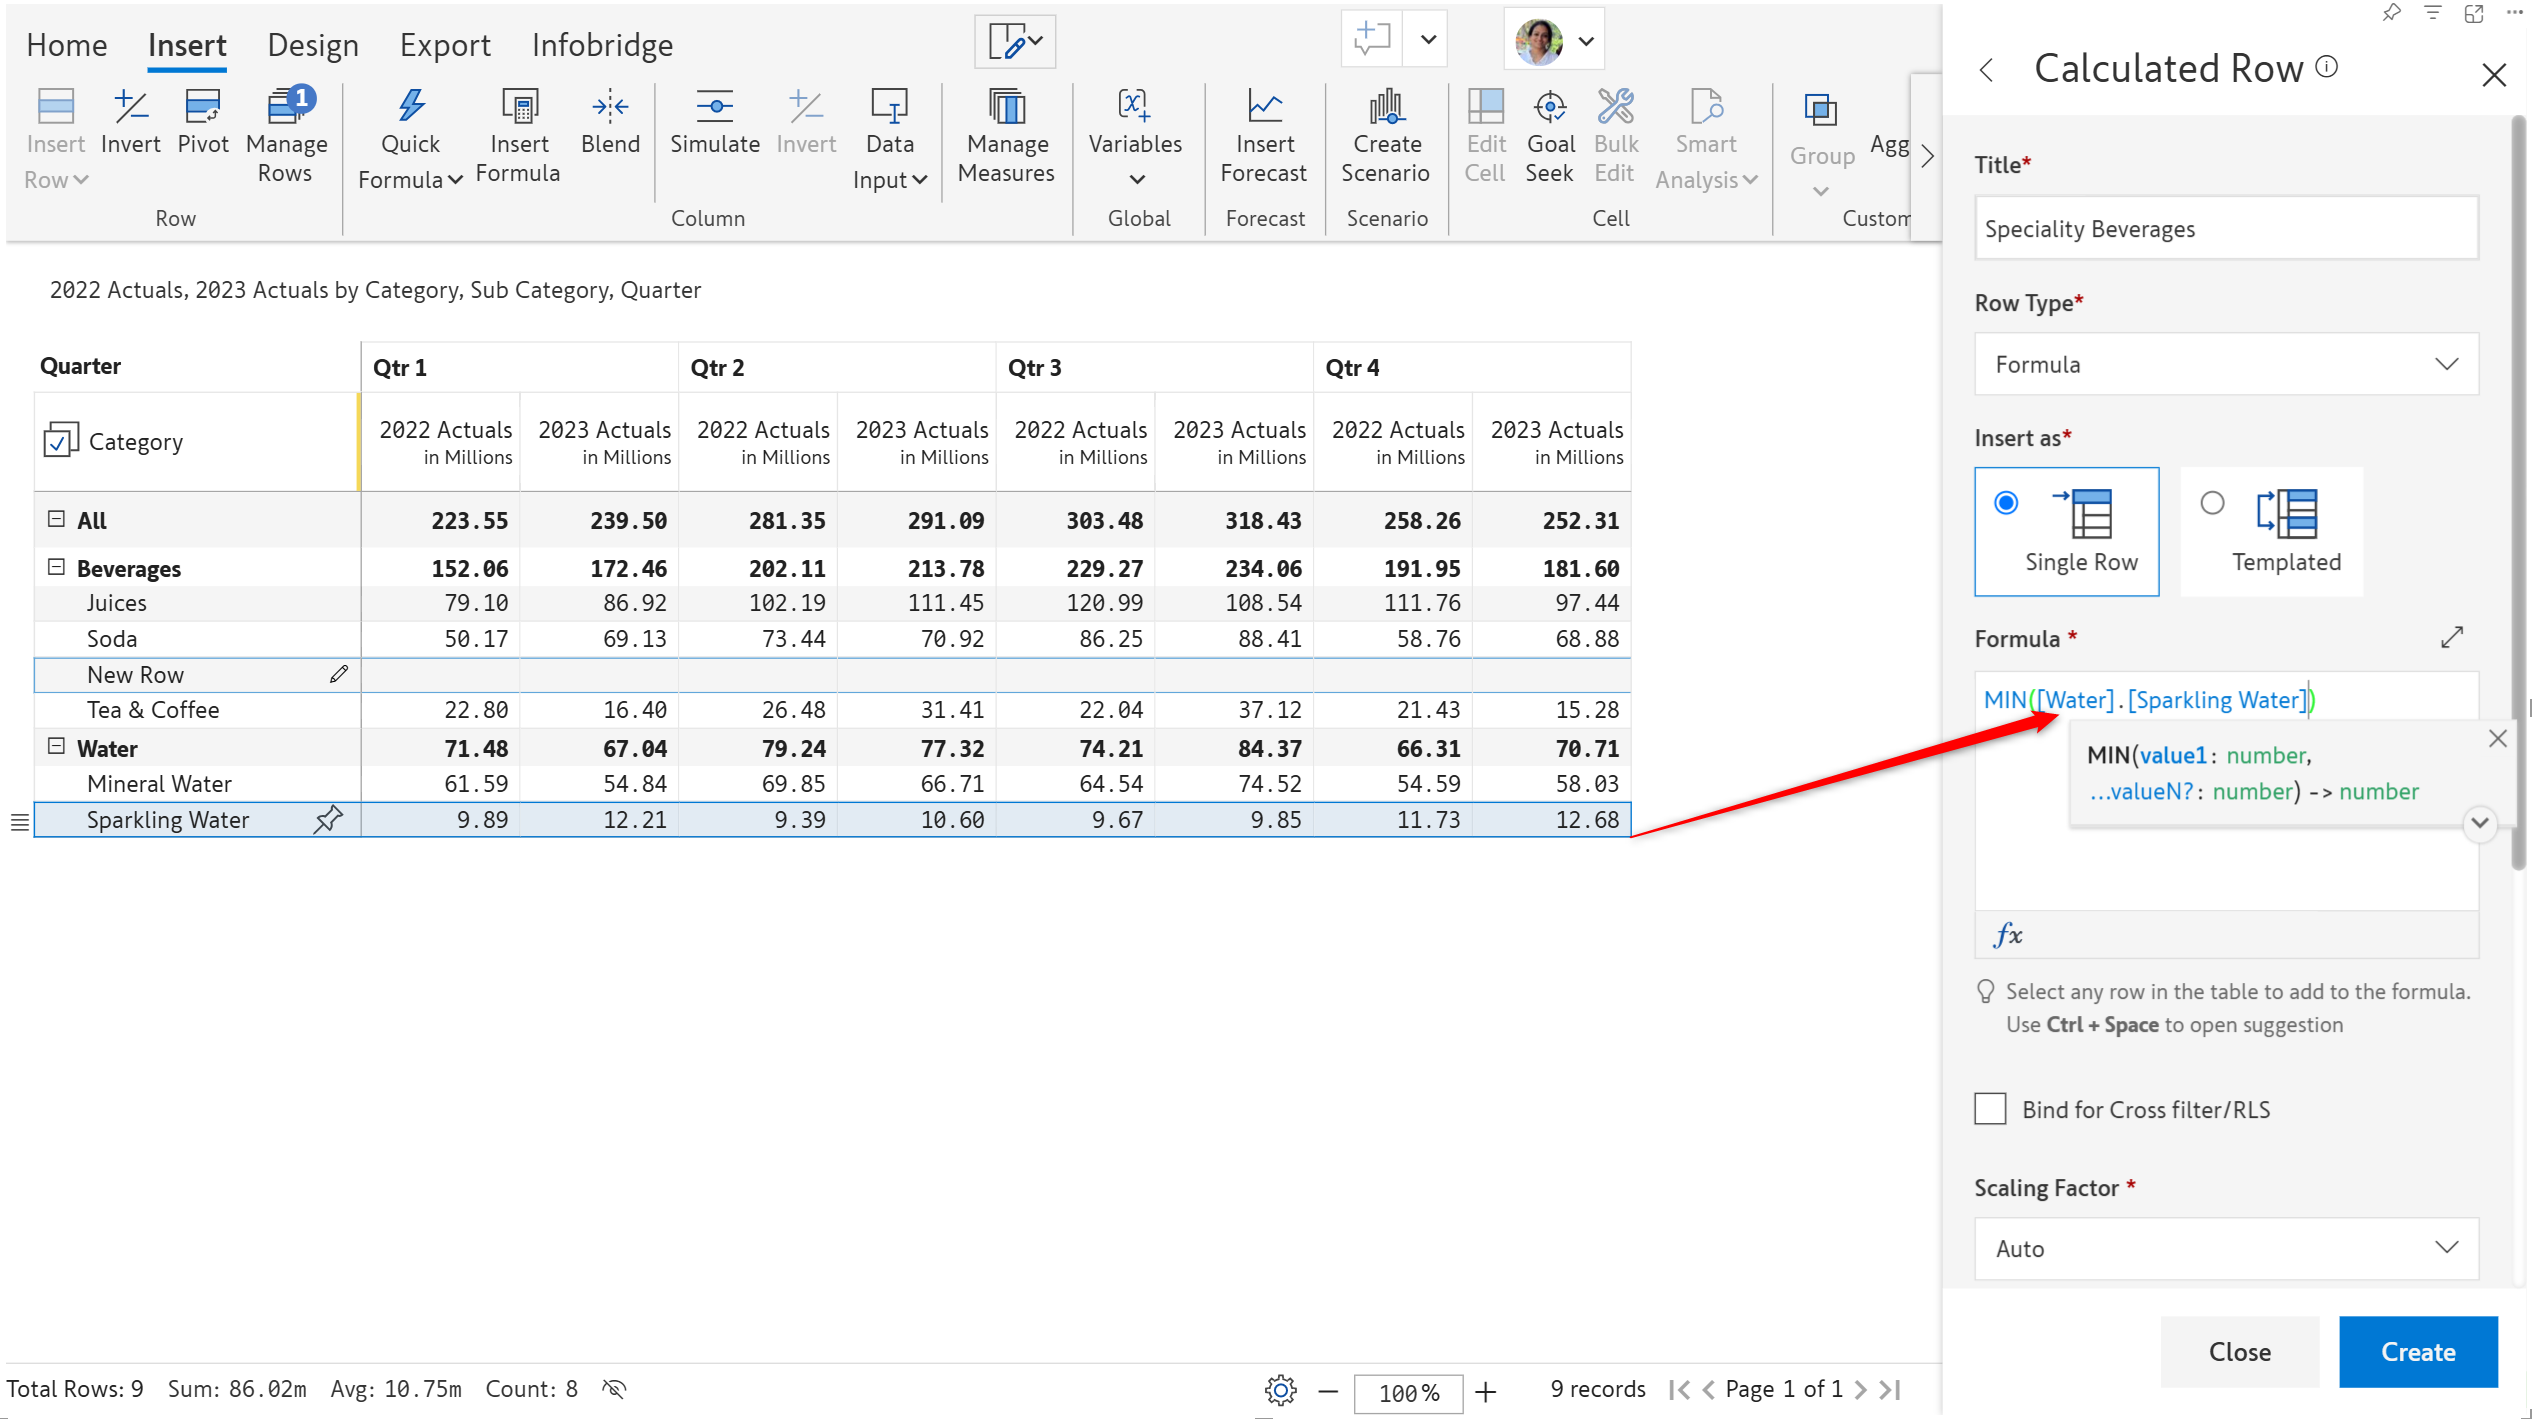 Home Insert Design Export Infobridge
Insert Row Invert Pivot Manage Rows 1 Quick Formula Insert Formula Blend Simulate Invert Data Input Manage Measures Variables Insert Forecast Create Scenario Edit Cell Goal Seek Bulk Edit Smart Analysis Group Agg
Row Column Global Forecast Scenario Cell Custom
2022 Actuals, 2023 Actuals by Category, Sub Category, Quarter
Quarter Qtr 1 Qtr 2 Qtr 3 Qtr 4
Category 2022 Actuals 2023 Actuals 2022 Actuals 2023 Actuals 2022 Actuals 2023 Actuals 2022 Actuals 2023 Actuals
in Millions in Millions in Millions in Millions in Millions in Millions in Millions in Millions
All 223.55 239.50 281.35 291.09 303.48 318.43 258.26 252.31
Beverages 152.06 172.46 202.11 213.78 229.27 234.06 191.95 181.60
Juices 79.10 86.92 102.19 111.45 120.99 108.54 111.76 97.44
Soda 50.17 69.13 73.44 70.92 86.25 88.41 58.76 68.88
New Row
Tea & Coffee 22.80 16.40 26.48 31.41 22.04 37.12 21.43 15.28
Water 71.48 67.04 79.24 77.32 74.21 84.37 66.31 70.71
Mineral Water 61.59 54.84 69.85 66.71 64.54 74.52 54.59 58.03
Sparkling Water 9.89 12.21 9.39 10.60 9.67 9.85 11.73 12.68
Total Rows: 9 Sum: 86.02m Avg: 10.75m Count: 8 100% 9 records Page 1 of 1
Calculated Row
Title*
Speciality Beverages
Row Type*
Formula
Insert as*
Single Row Templated
Formula *
MIN([Water].[Sparkling Water])
MIN(value1: number,
...valueN?: number) -> number
fx
Select any row in the table to add to the formula.
Use Ctrl + Space to open suggestion
Bind for Cross filter/RLS
Scaling Factor *
Auto
Close Create